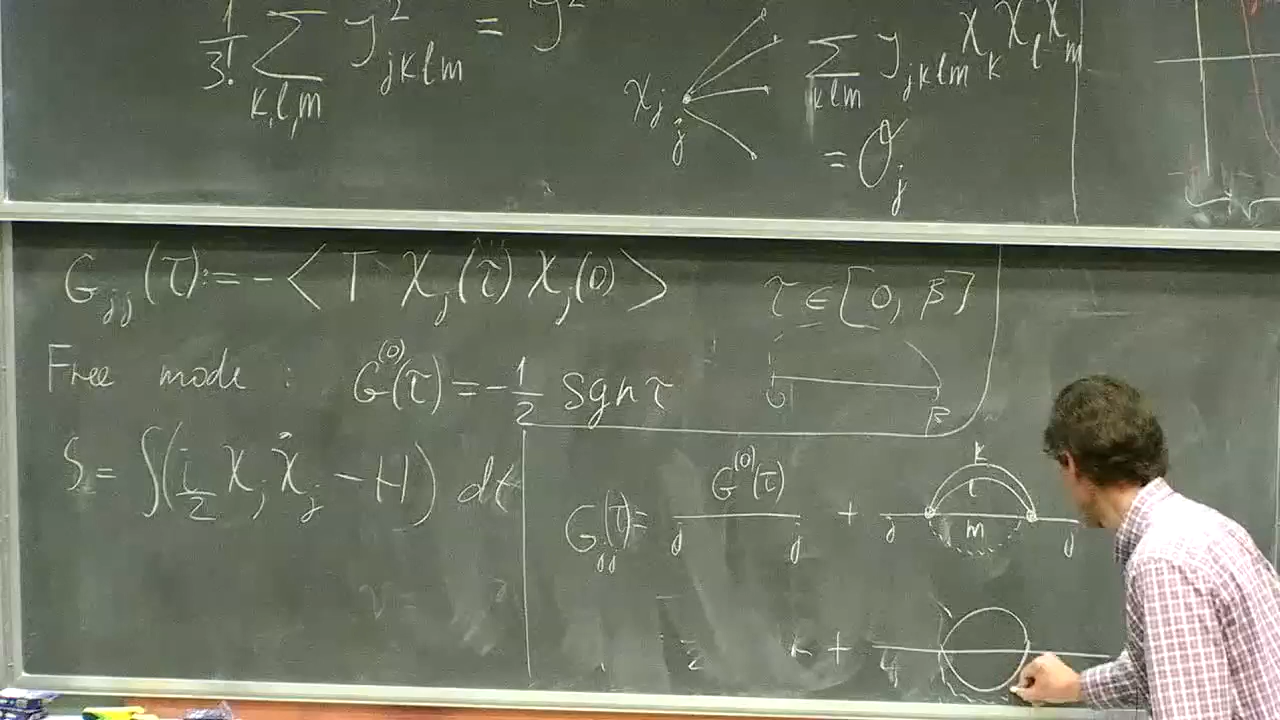 1/3! Σ_{k,l,m} J²_{jklm} = J²
χ_j j
Σ_{klm} J_{jklm} χ_k χ_l χ_m
= O_j
G_{jj}(τ) := -< T χ_j(τ) χ_j(0) >
τ ∈ [0, β]
0 β
Free mode : G^{(0)}(τ) = -1/2 sgn τ
S = ∫(i/2 χ_j χ̇_j - H) dt
G_{jj}(τ) = G^{(0)}(τ) j j + j k l m j
+